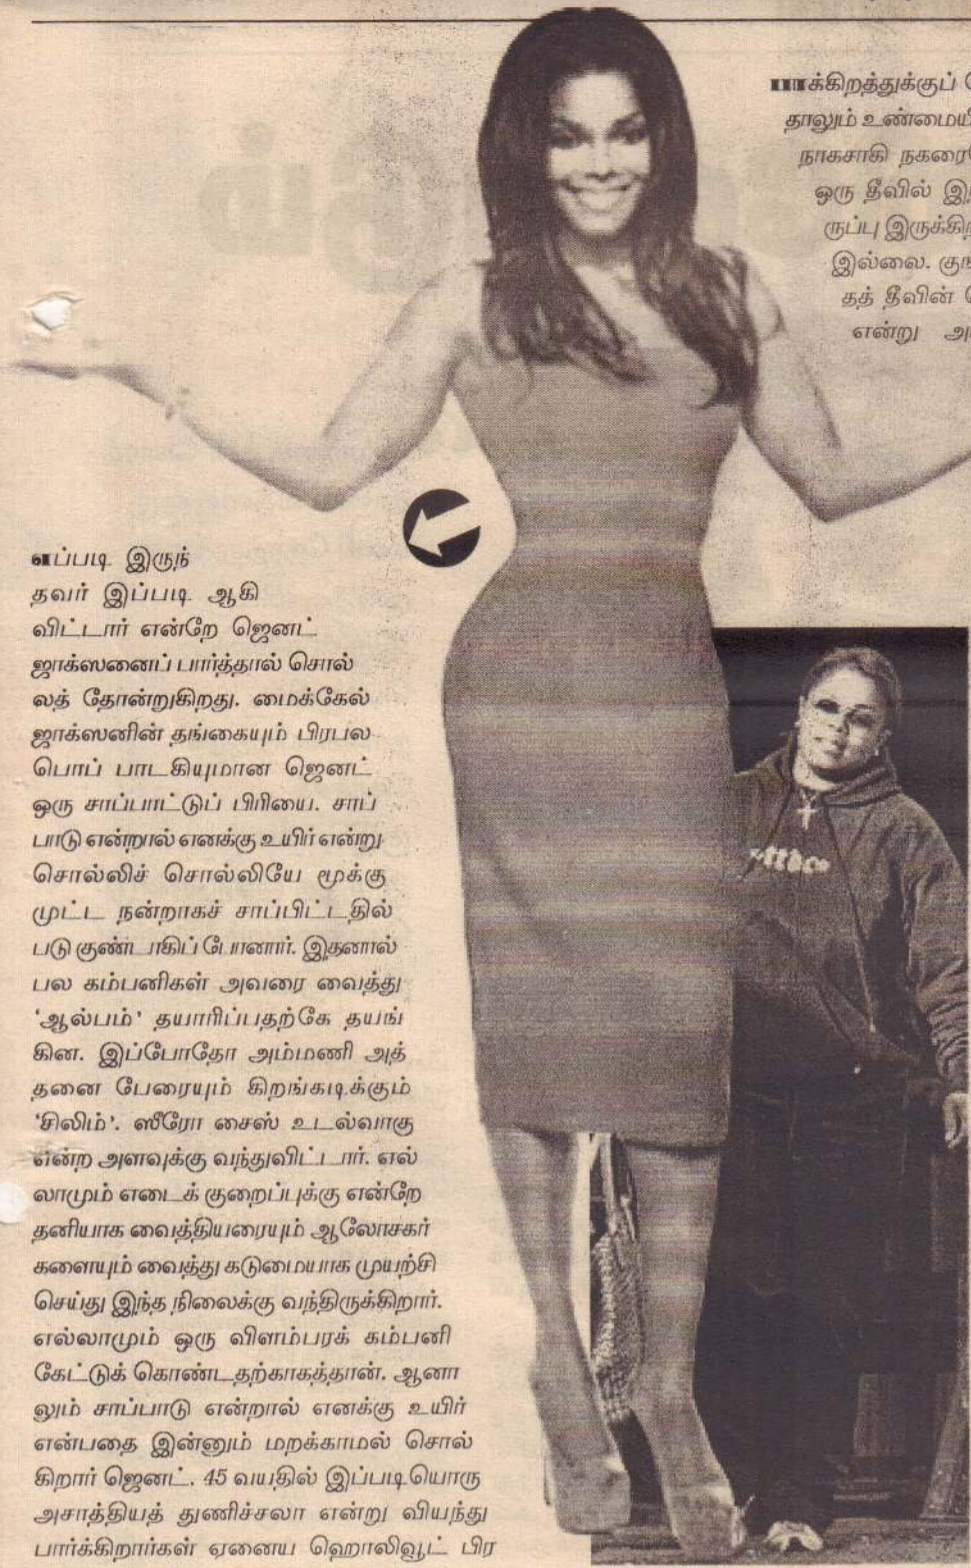 எப்படி இருந்
தவர் இப்படி ஆகி
விட்டார் என்றே ஜெனட்
ஜாக்ஸனைப் பார்த்தால் சொல்
லத் தோன்றுகிறது. மைக்கேல்
ஜாக்ஸனின் தங்கையும் பிரபல
பொப் பாடகியுமான ஜெனட்
ஒரு சாப்பாட்டுப் பிரியை. சாப்
பாடு என்றால் எனக்கு உயிர் என்று
சொல்லிச் சொல்லியே மூக்கு
முட்ட நன்றாகச் சாப்பிட்டதில்
படு குண்டாகிப் போனார். இதனால்
பல கம்பனிகள் அவரை வைத்து
‘ஆல்பம்’ தயாரிப்பதற்கே தயங்
கின. இப்போதோ அம்மணி அத்
தனை பேரையும் கிறங்கடிக்கும்
‘சிலிம்’. ஸீரோ சைஸ் உடல்வாகு
என்ற அளவுக்கு வந்துவிட்டார். எல்
லாமும் எடைக் குறைப்புக்கு என்றே
தனியாக வைத்தியரையும் ஆலோசகர்
களையும் வைத்து கடுமையாக முயற்சி
செய்து இந்த நிலைக்கு வந்திருக்கிறார்.
எல்லாமும் ஒரு விளம்பரக் கம்பனி
கேட்டுக் கொண்டதற்காகத்தான். ஆனா
லும் சாப்பாடு என்றால் எனக்கு உயிர்
என்பதை இன்னும் மறக்காமல் சொல்
கிறார் ஜெனட். 45 வயதில் இப்படியொரு
அசாத்தியத் துணிச்சலா என்று வியந்து
பார்க்கிறார்கள் ஏனைய ஹொலிவூட் பிர
பாக்கிறத்துக்குப்
தாலும்
நாகசாகி
ஒரு தீவில்
ருப்பு
இல்லை.
தத் தீவின்
என்று